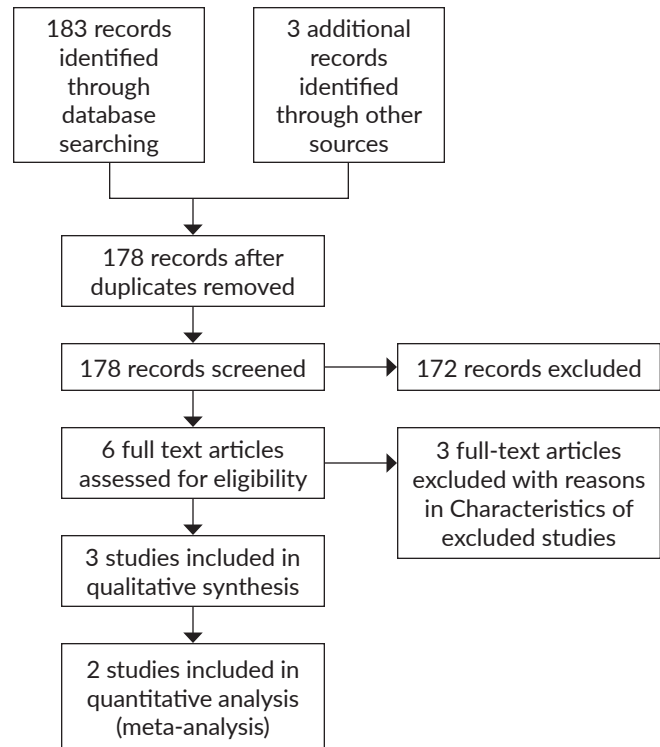 183 records
identified
through
database
searching
3 additional
records
identified
through other
sources
178 records after
duplicates removed
178 records screened
172 records excluded
6 full text articles
assessed for eligibility
3 full-text articles
excluded with reasons
in Characteristics of
excluded studies
3 studies included in
qualitative synthesis
2 studies included in
quantitative analysis
(meta-analysis)